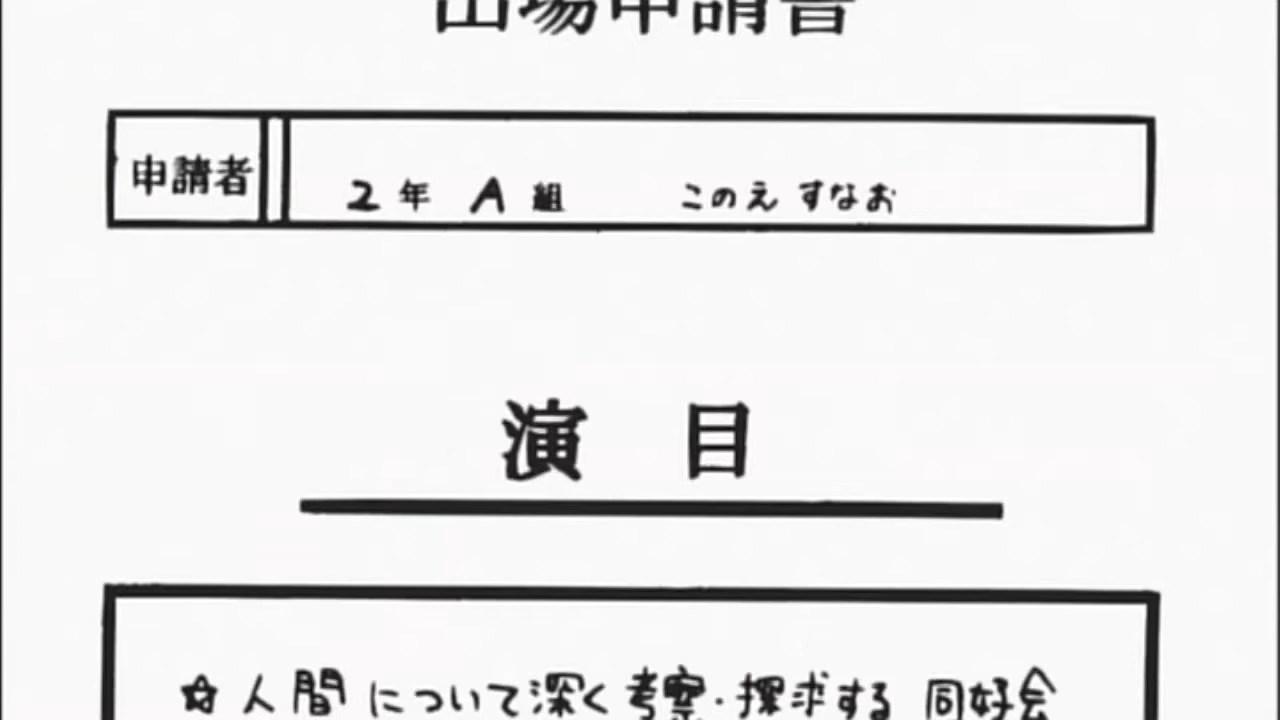 出場申請書
申請者 2年 A組 このえ すなお
演目
☆人間について深く考察・探求する 同好会